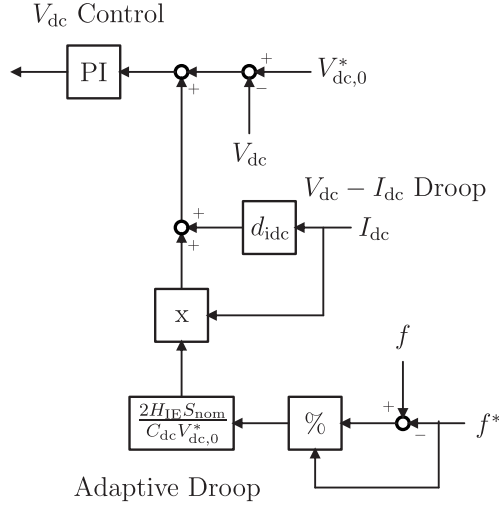 V_dc Control
PI
+
−
V*_dc,0
+
V_dc
V_dc − I_dc Droop
+
d_idc
I_dc
+
x
f
2H_IE S_nom / C_dc V*_dc,0
%
+
−
f*
Adaptive Droop